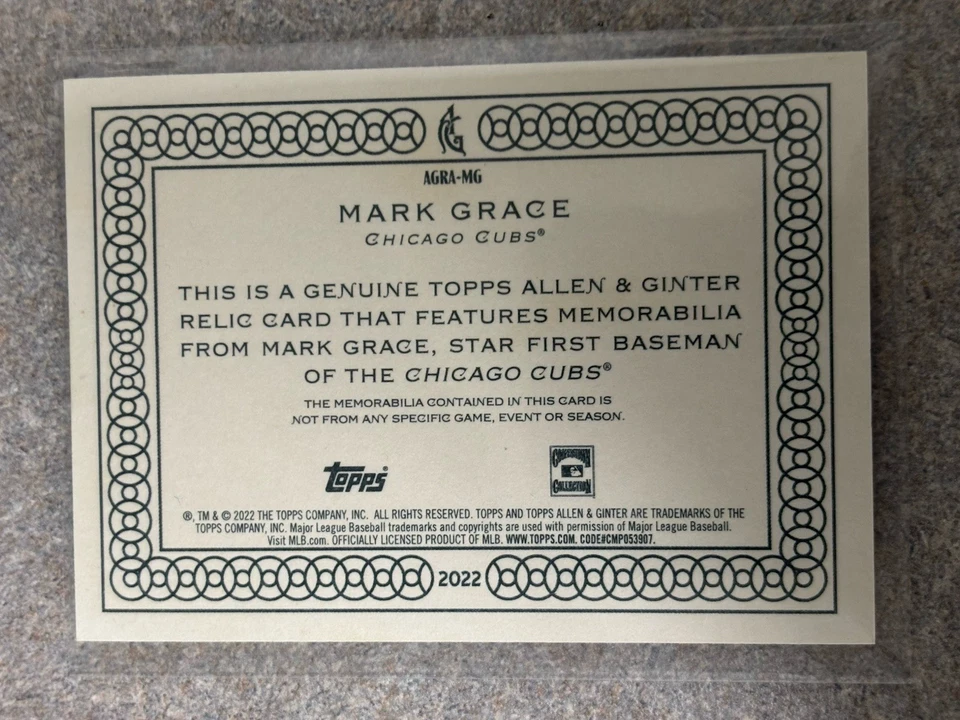 AG
AGRA-MG
MARK GRACE
CHICAGO CUBS®
THIS IS A GENUINE TOPPS ALLEN & GINTER
RELIC CARD THAT FEATURES MEMORABILIA
FROM MARK GRACE, STAR FIRST BASEMAN
OF THE CHICAGO CUBS®
THE MEMORABILIA CONTAINED IN THIS CARD IS
NOT FROM ANY SPECIFIC GAME, EVENT OR SEASON.
Topps®
COOPERSTOWN
COLLECTION
®, TM & © 2022 THE TOPPS COMPANY, INC. ALL RIGHTS RESERVED. TOPPS AND TOPPS ALLEN & GINTER ARE TRADEMARKS OF THE
TOPPS COMPANY, INC. Major League Baseball trademarks and copyrights are used with permission of Major League Baseball.
Visit MLB.com. OFFICIALLY LICENSED PRODUCT OF MLB. WWW.TOPPS.COM. CODE#CMP053907.
2022